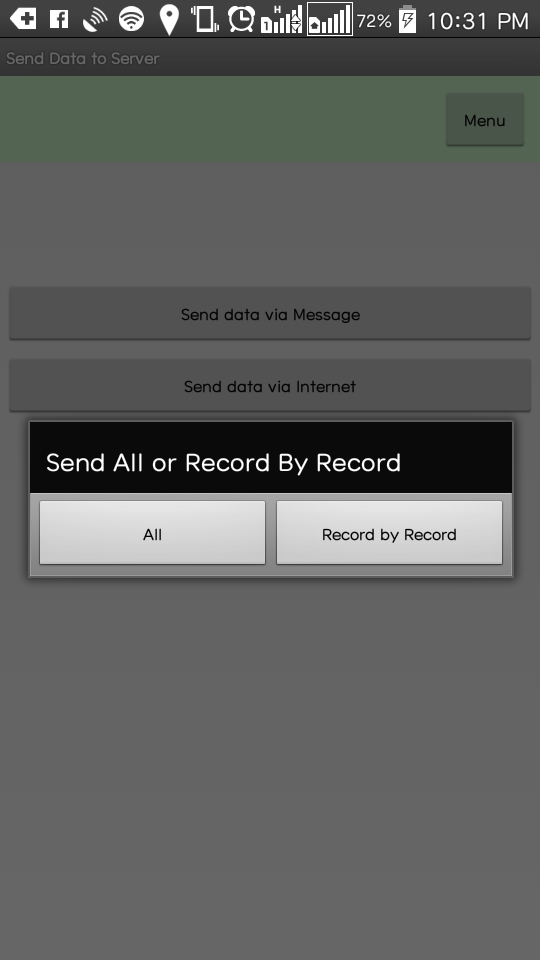 72% 10:31 PM
Send Data to Server
Menu
Send data via Message
Send data via Internet
Send All or Record By Record
All
Record by Record